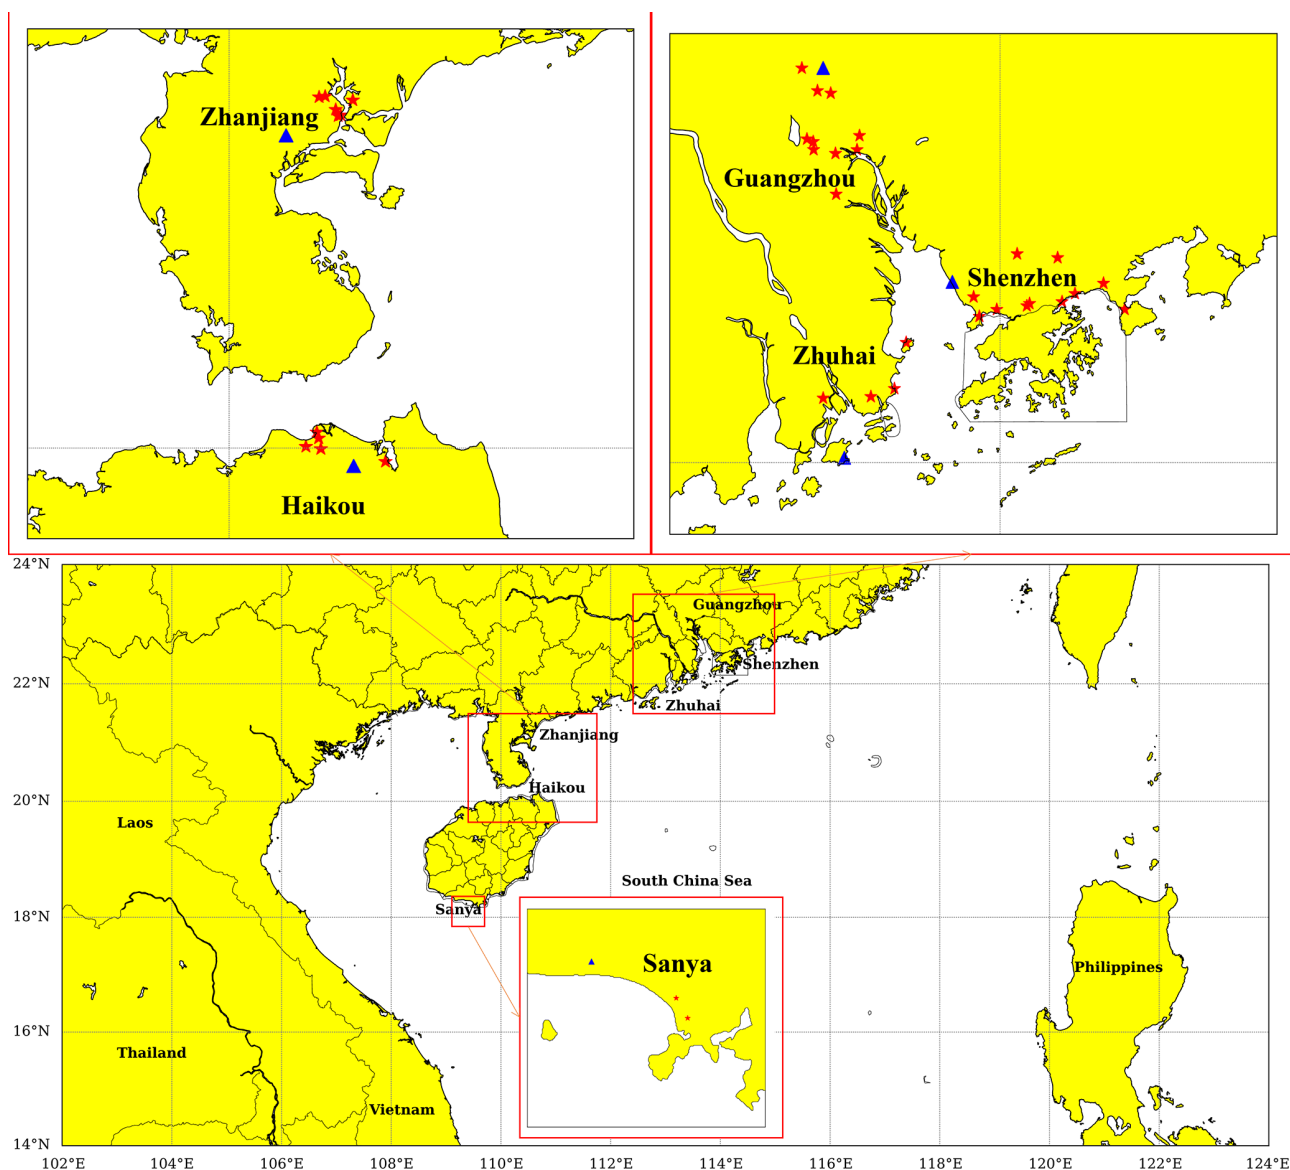 Zhanjiang
Haikou
Guangzhou
Shenzhen
Zhuhai
24°N
22°N
20°N
18°N
16°N
14°N
Guangzhou
Shenzhen
Zhuhai
Zhanjiang
Haikou
Laos
South China Sea
Sanya
Sanya
Philippines
Thailand
Vietnam
102°E 104°E 106°E 108°E 110°E 112°E 114°E 116°E 118°E 120°E 122°E 124°E